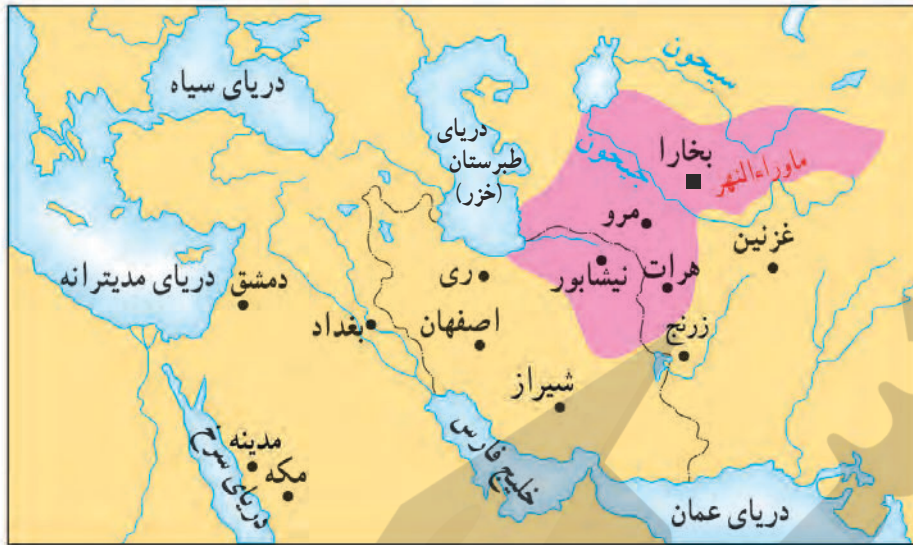 دریای سیاه
سیحون
دریای
طبرستان
(خزر)
بخارا
جیحون
ماوراءالنهر
مرو
غزنین
نیشابور
هرات
ری
دریای مدیترانه
دمشق
بغداد
اصفهان
زرنج
شیراز
خلیج فارس
مدینه
مکه
دریای سرخ
دریای عمان